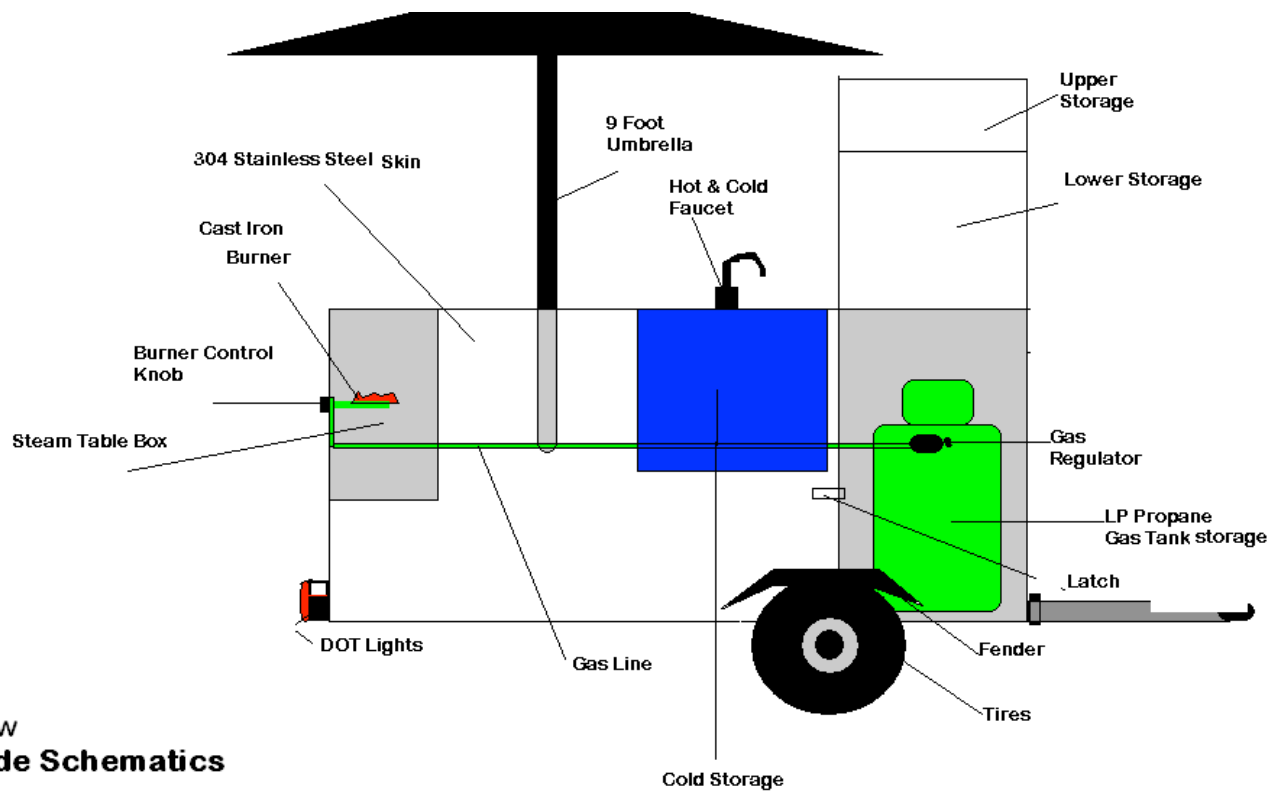 Upper
Storage
9 Foot
Umbrella
304 Stainless Steel Skin
Lower Storage
Hot & Cold
Faucet
Cast Iron
Burner
Burner Control
Knob
Steam Table Box
Gas
Regulator
LP Propane
Gas Tank storage
Latch
DOT Lights
Gas Line
Fender
Tires
w
de Schematics
Cold Storage